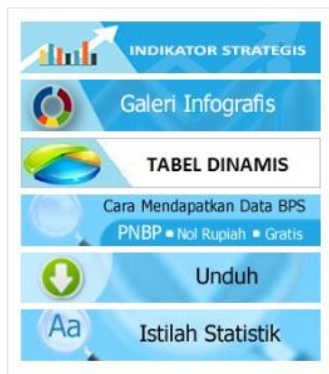 INDIKATOR STRATEGIS
Galeri Infografis
TABEL DINAMIS
Cara Mendapatkan Data BPS
PNBP ▪ Nol Rupiah ▪ Gratis
Unduh
Aa
Istilah Statistik